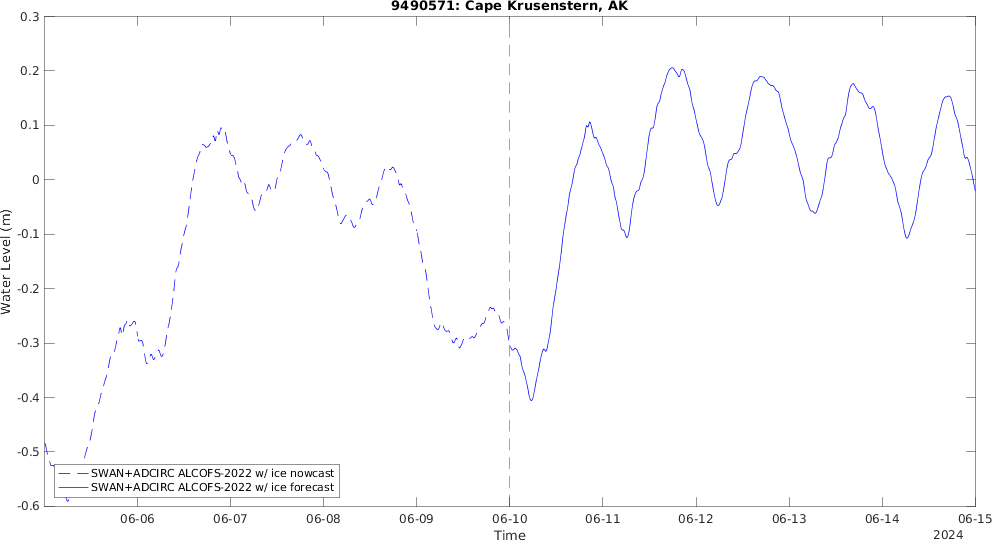 9490571: Cape Krusenstern, AK
0.3
0.2
0.1
0
-0.1
-0.2
-0.3
-0.4
-0.5
-0.6
Water Level (m)
SWAN+ADCIRC ALCOFS-2022 w/ ice nowcast
SWAN+ADCIRC ALCOFS-2022 w/ ice forecast
06-06 06-07 06-08 06-09 06-10 06-11 06-12 06-13 06-14 06-15
Time
2024